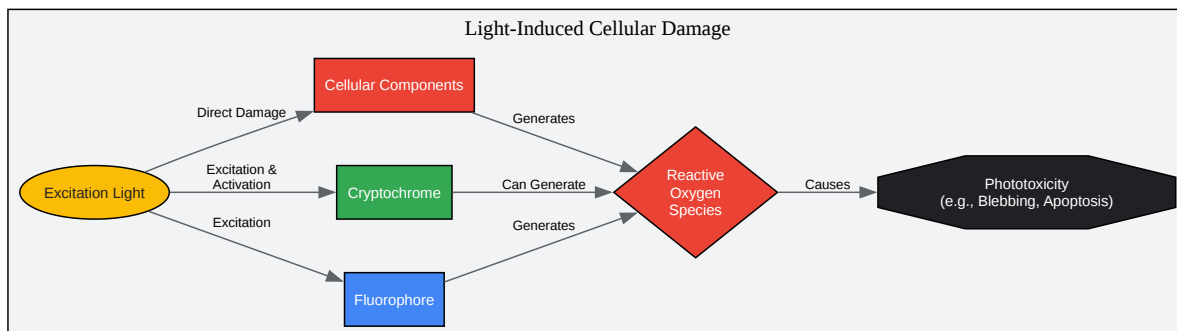 Light-Induced Cellular Damage
Cellular Components
Direct Damage
Generates
Excitation Light
Excitation &
Activation
Cryptochrome
Can Generate
Reactive
Oxygen
Species
Causes
Phototoxicity
(e.g., Blebbing, Apoptosis)
Excitation
Generates
Fluorophore